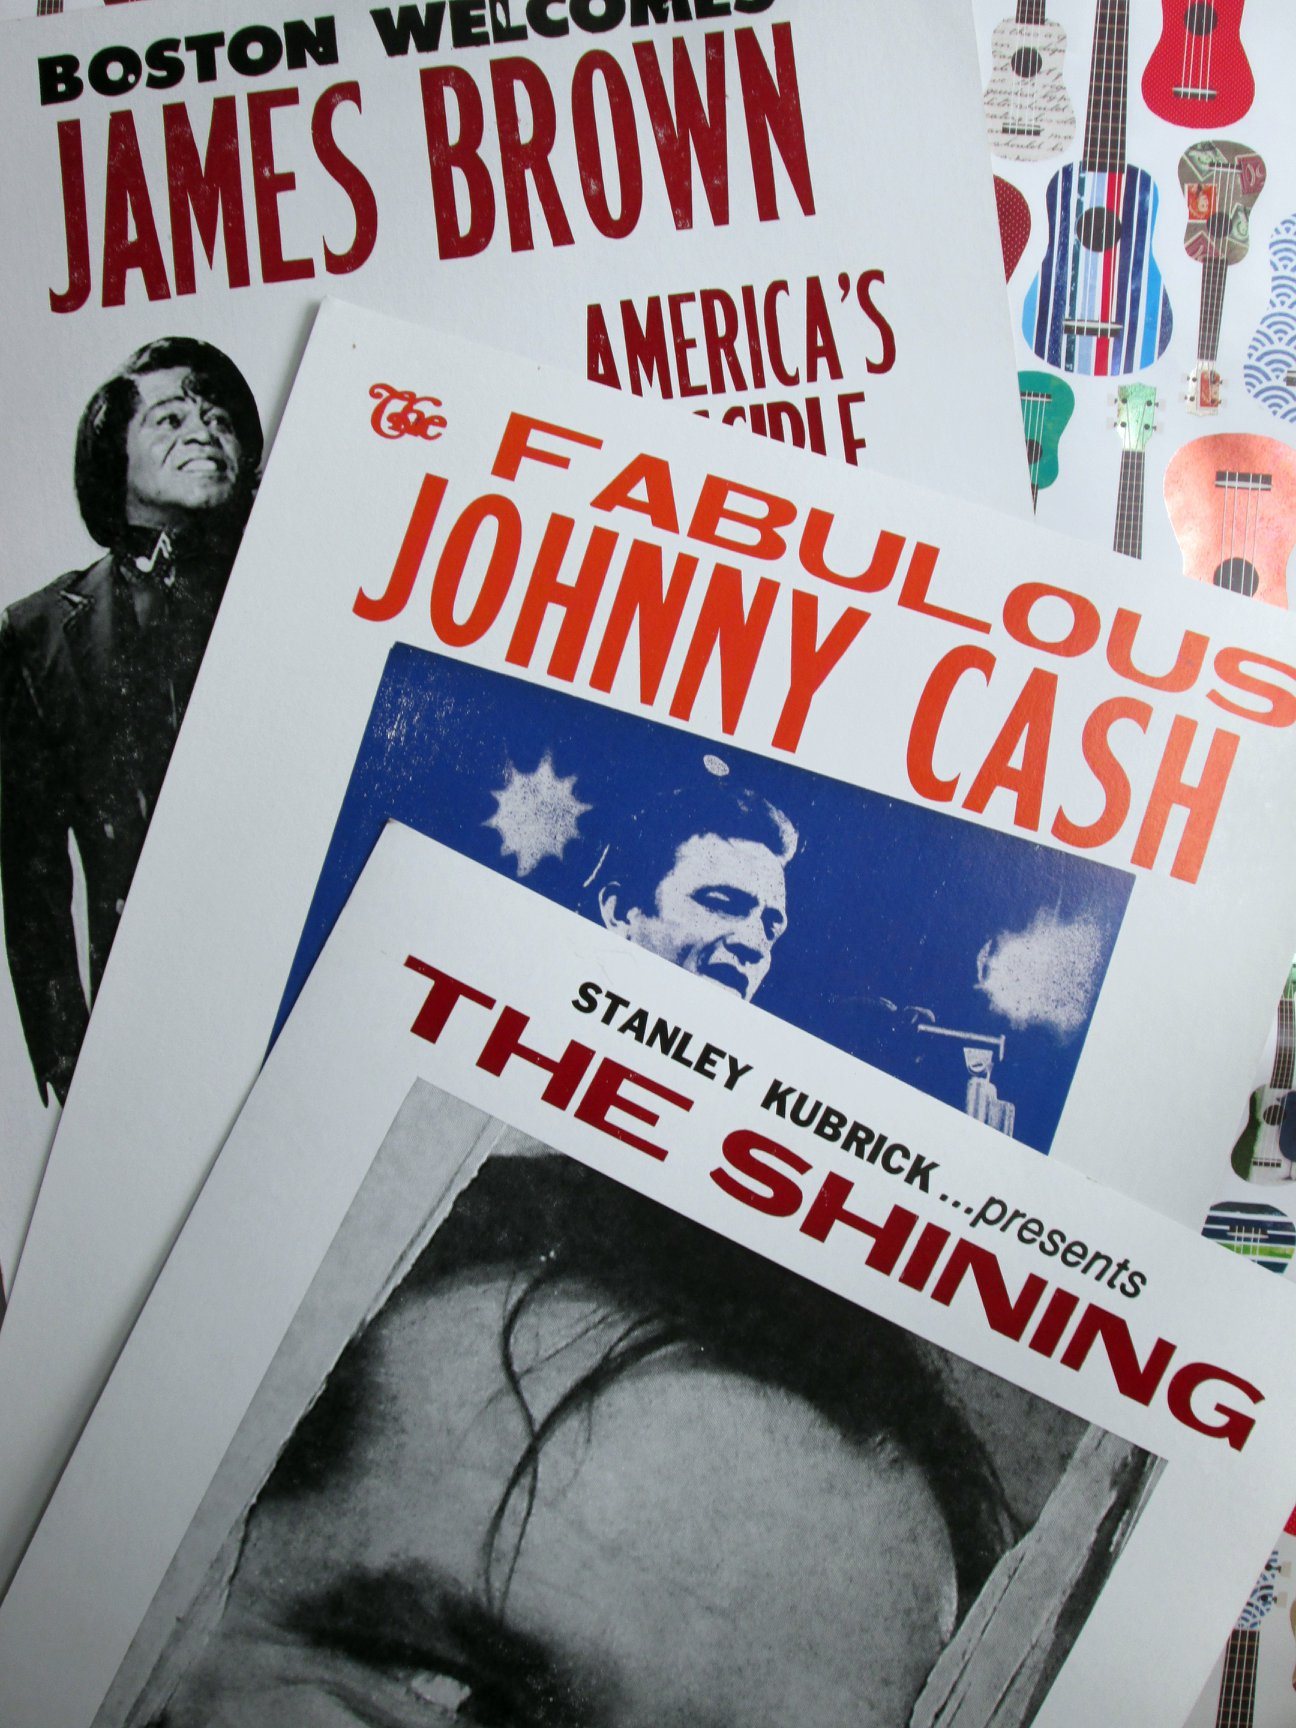 BOSTON WELCOMES
JAMES BROWN
AMERICA'S
The
FABULOUS
JOHNNY CASH
STANLEY KUBRICK...presents
THE SHINING